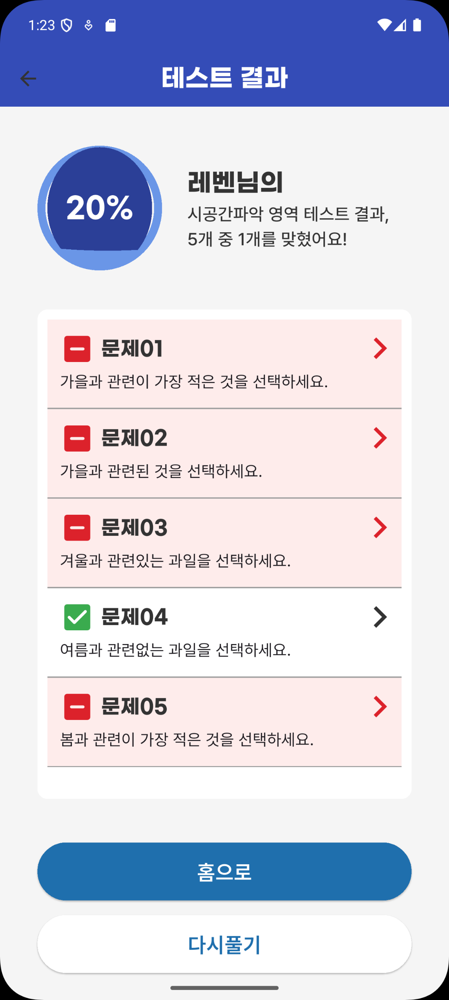 1:23
테스트 결과
20%
레벤님의
시공간파악 영역 테스트 결과,
5개 중 1개를 맞혔어요!
문제01
가을과 관련이 가장 적은 것을 선택하세요.
문제02
가을과 관련된 것을 선택하세요.
문제03
겨울과 관련있는 과일을 선택하세요.
문제04
여름과 관련없는 과일을 선택하세요.
문제05
봄과 관련이 가장 적은 것을 선택하세요.
홈으로
다시풀기